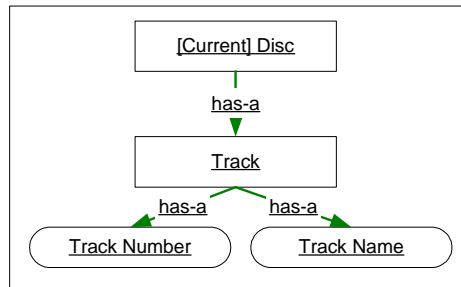 [Current] Disc
has-a
Track
has-a has-a
Track Number Track Name